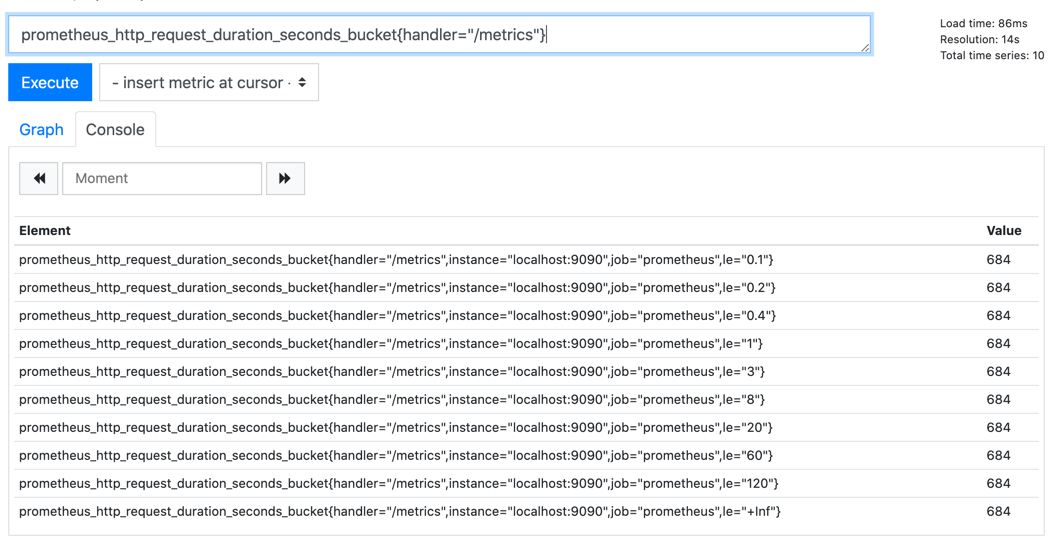 prometheus_http_request_duration_seconds_bucket{handler="/metrics"}
Load time: 86ms
Resolution: 14s
Total time series: 10
Execute
- insert metric at cursor -
Graph
Console
Moment
Element Value
prometheus_http_request_duration_seconds_bucket{handler="/metrics",instance="localhost:9090",job="prometheus",le="0.1"} 684
prometheus_http_request_duration_seconds_bucket{handler="/metrics",instance="localhost:9090",job="prometheus",le="0.2"} 684
prometheus_http_request_duration_seconds_bucket{handler="/metrics",instance="localhost:9090",job="prometheus",le="0.4"} 684
prometheus_http_request_duration_seconds_bucket{handler="/metrics",instance="localhost:9090",job="prometheus",le="1"} 684
prometheus_http_request_duration_seconds_bucket{handler="/metrics",instance="localhost:9090",job="prometheus",le="3"} 684
prometheus_http_request_duration_seconds_bucket{handler="/metrics",instance="localhost:9090",job="prometheus",le="8"} 684
prometheus_http_request_duration_seconds_bucket{handler="/metrics",instance="localhost:9090",job="prometheus",le="20"} 684
prometheus_http_request_duration_seconds_bucket{handler="/metrics",instance="localhost:9090",job="prometheus",le="60"} 684
prometheus_http_request_duration_seconds_bucket{handler="/metrics",instance="localhost:9090",job="prometheus",le="120"} 684
prometheus_http_request_duration_seconds_bucket{handler="/metrics",instance="localhost:9090",job="prometheus",le="+Inf"} 684